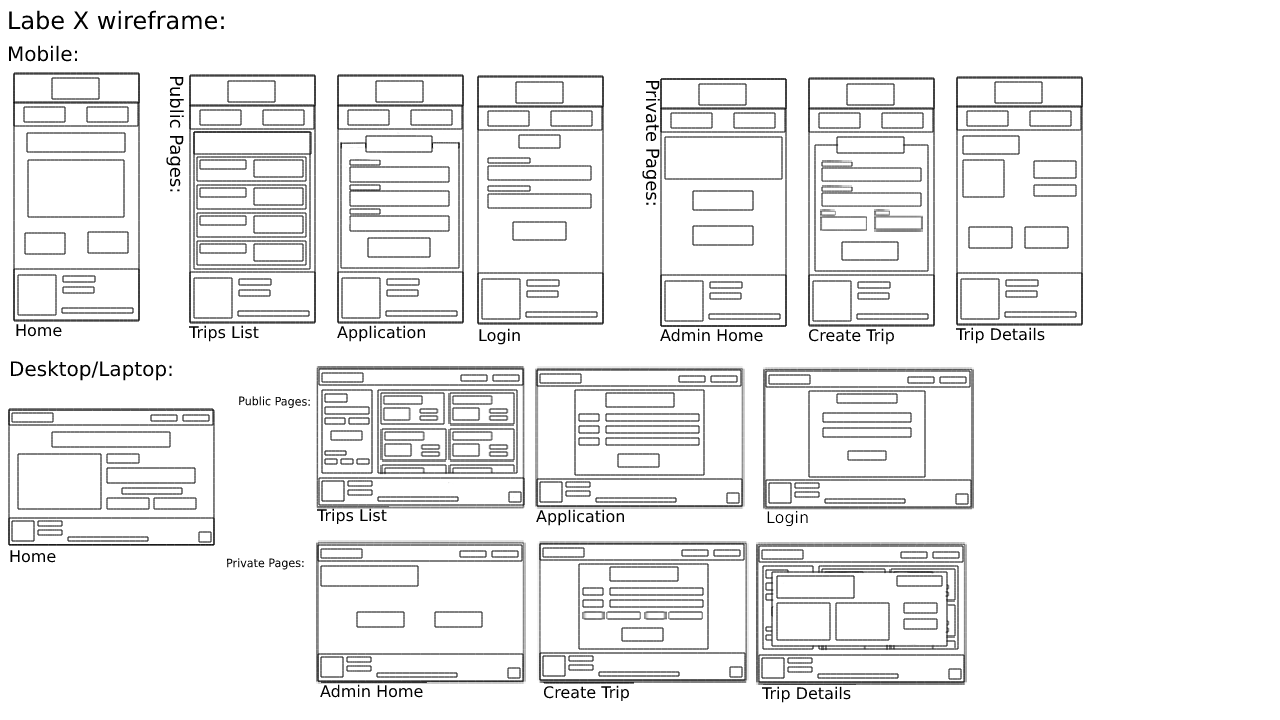 Labe X wireframe:
Mobile:
Public Pages:
Private Pages:
Home
Trips List
Application
Login
Admin Home
Create Trip
Trip Details
Desktop/Laptop:
Public Pages:
Trips List
Application
Login
Home
Private Pages:
Admin Home
Create Trip
Trip Details